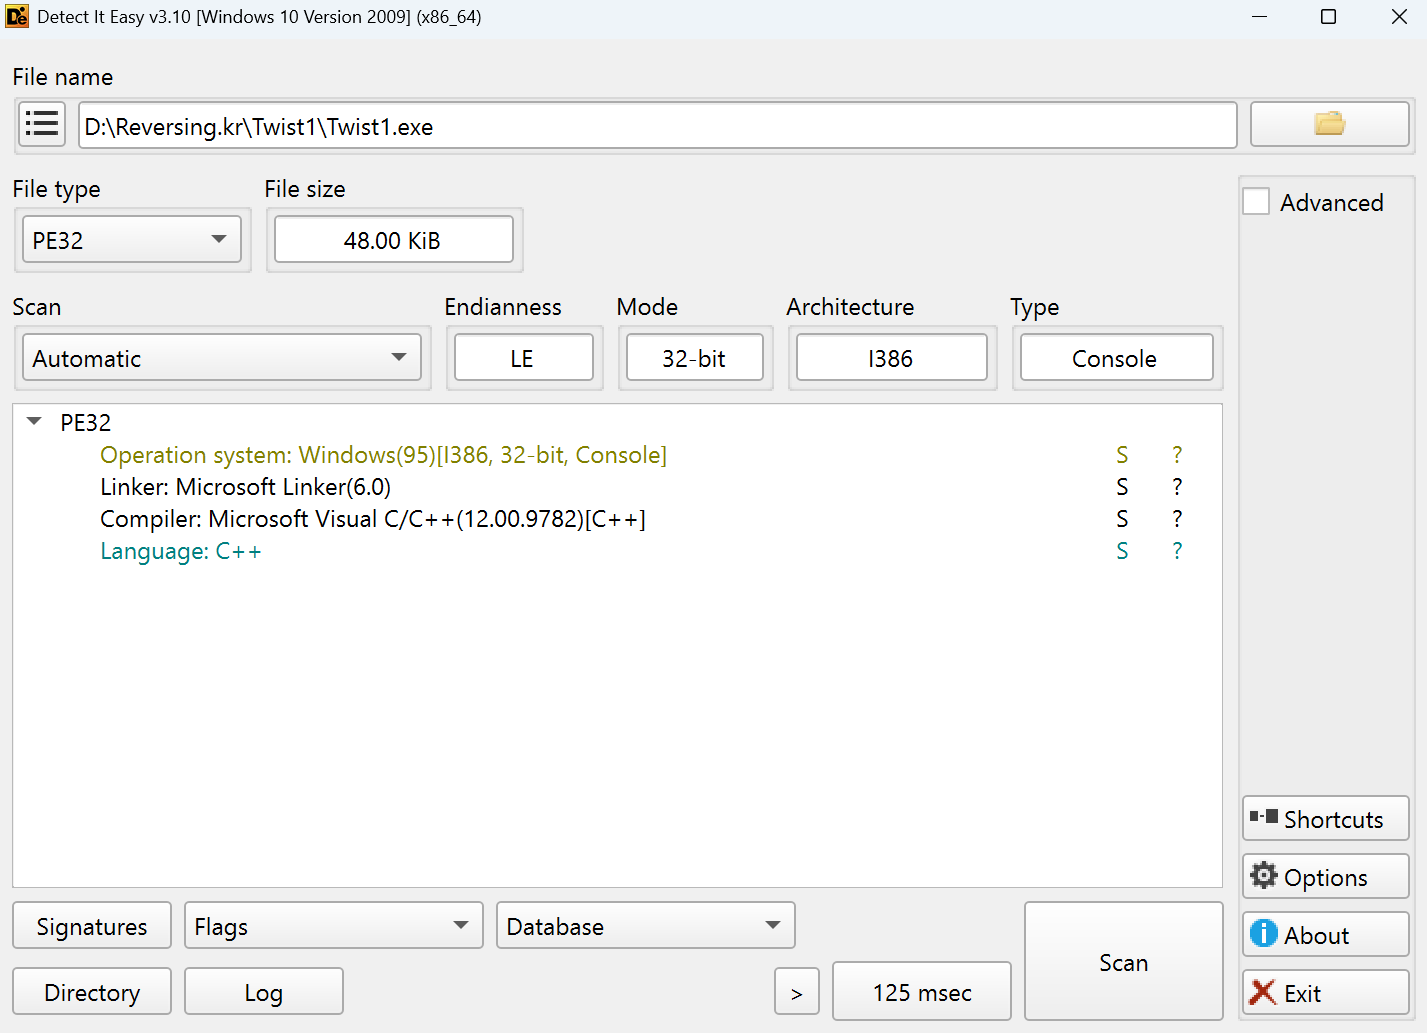 Detect It Easy v3.10 [Windows 10 Version 2009] (x86_64)
File name
D:\Reversing.kr\Twist1\Twist1.exe
File type
File size
Advanced
PE32
48.00 KiB
Scan
Endianness
Mode
Architecture
Type
Automatic
LE
32-bit
I386
Console
PE32
Operation system: Windows(95)[I386, 32-bit, Console] S ?
Linker: Microsoft Linker(6.0) S ?
Compiler: Microsoft Visual C/C++(12.00.9782)[C++] S ?
Language: C++ S ?
Shortcuts
Options
About
Exit
Signatures
Flags
Database
Scan
Directory
Log
>
125 msec